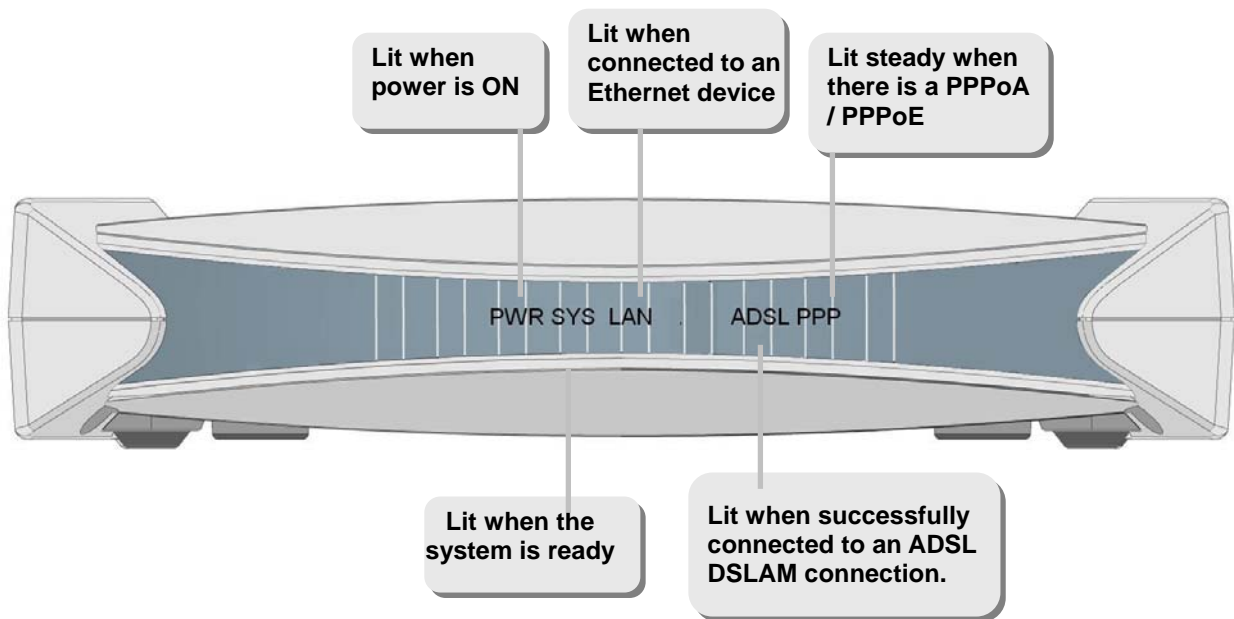 Lit when
power is ON
Lit when
connected to an
Ethernet device
Lit steady when
there is a PPPoA
/ PPPoE
PWR SYS LAN . ADSL PPP
Lit when the
system is ready
Lit when successfully
connected to an ADSL
DSLAM connection.